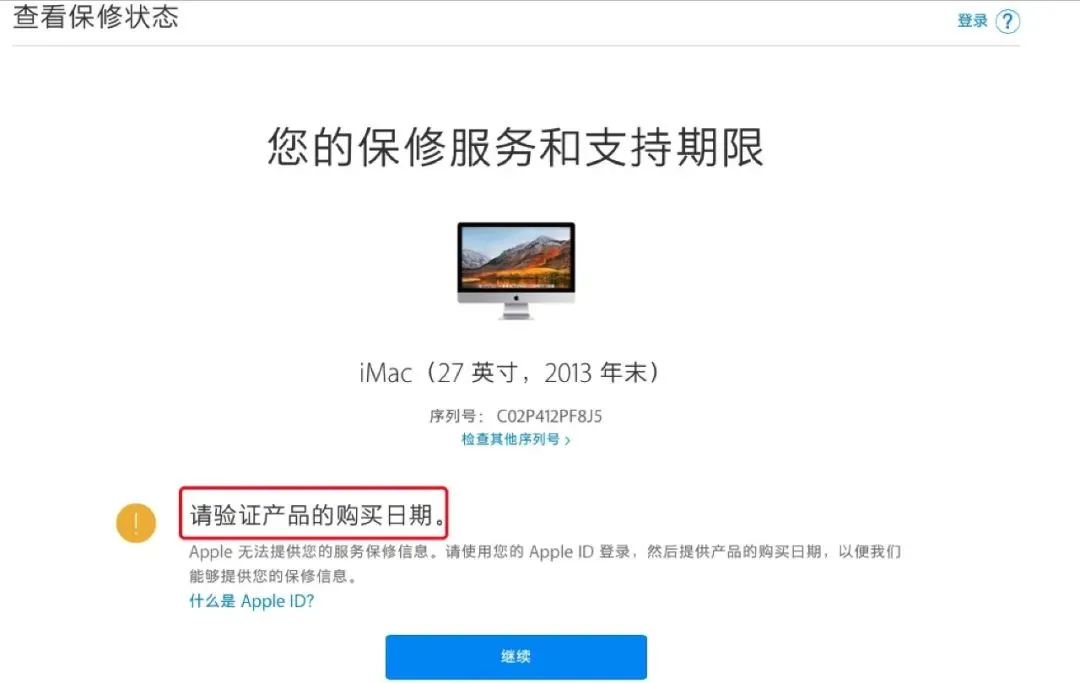 查看保修状态
登录 ?
您的保修服务和支持期限
iMac（27 英寸，2013 年末）
序列号： C02P412PF8J5
检查其他序列号 ›
请验证产品的购买日期。
Apple 无法提供您的服务保修信息。请使用您的 Apple ID 登录，然后提供产品的购买日期，以便我们
能够提供您的保修信息。
什么是 Apple ID?
继续